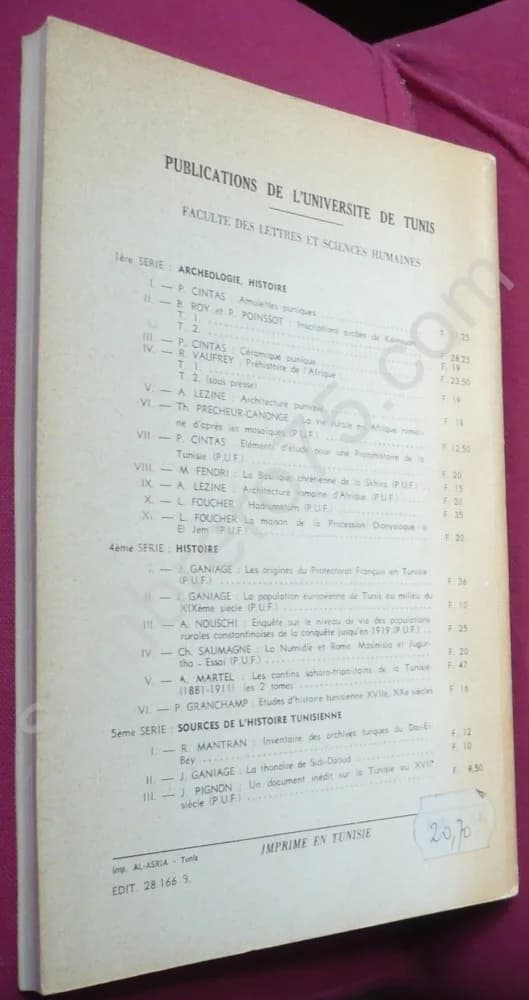 PUBLICATIONS DE L'UNIVERSITE DE TUNIS
FACULTE DES LETTRES ET SCIENCES HUMAINES
1ère SERIE : ARCHEOLOGIE, HISTOIRE
I. — P. CINTAS : Amulettes puniques
II. — B. ROY et P. POINSSOT : Inscriptions arabes de Kairouan
T. 1.
T. 2. F. 28.25
III — P. CINTAS : Céramique punique F. 19
IV. — R. VAUFREY : Préhistoire de l'Afrique
T. 1. F. 23.50
T. 2. (sous presse)
V. — A. LEZINE : Architecture punique F. 19
VI. — Th. PRECHEUR-CANONGE : La vie rurale en Afrique romaine F. 18
ne d'après les mosaïques (P.U.F.)
VII — P. CINTAS : Eléments d'étude pour une Protohistoire de la F. 12.50
Tunisie (P.U.F.)
VIII. — M. FENDRI : La Basilique chrétienne de la Skhira (P.U.F.) F. 20
IX — A. LEZINE : Architecture romaine d'Afrique (P.U.F.) F. 15
X. — L. FOUCHER : Hadrumetum (P.U.F.) F. 20
XI. — L. FOUCHER La maison de la Procession Dionysiaque à F. 35
El Jem (P.U.F.) F. 20
4ème SERIE : HISTOIRE
I. — J. GANIAGE : Les origines du Protectorat Français en Tunisie
(P.U.F.) F. 36
II — J. GANIAGE : La population européenne de Tunis au milieu du
XIXème siècle (P.U.F.) F. 10
III — A. NOUSCHI : Enquête sur le niveau de vie des populations
rurales constantinoises de la conquête jusqu'en 1919 (P.U.F.) F. 25
IV — Ch. SAUMAGNE : La Numidie et Rome. Masinissa et Jugur-
tha - Essai (P.U.F.) F. 20
V — A. MARTEL : Les confins saharo-tripolitains de la Tunisie F. 47
(1881-1911) les 2 tomes
VI. — P. GRANCHAMP : Etudes d'histoire tunisienne XVIIe, XXe siècles F. 16
5ème SERIE : SOURCES DE L'HISTOIRE TUNISIENNE
I. — R. MANTRAN : Inventaire des archives turques du Dar-El-
Bey F. 12
II. — J. GANIAGE : La thonaire de Sidi-Daoud F. 10
III. — J. PIGNON : Un document inédit sur la Tunisie au XVIIe F. 9,50
siècle (P.U.F.)
20,70
Imp. AL-ASRIA - Tunis
IMPRIME EN TUNISIE
EDIT. 28.166 9.